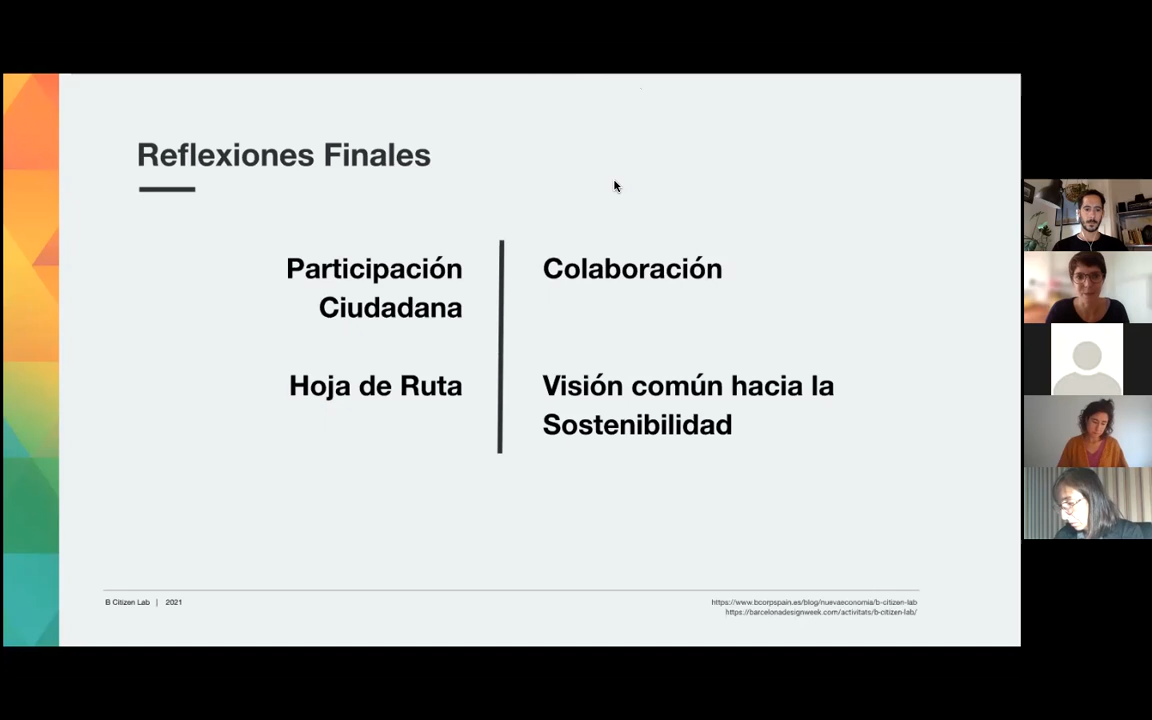 Reflexiones Finales
Participación
Ciudadana
Colaboración
Hoja de Ruta
Visión común hacia la
Sostenibilidad
B Citizen Lab | 2021
https://www.bcorpspain.es/blog/nuevaeconomia/b-citizen-lab
https://barcelonadesignweek.com/activitats/b-citizen-lab/